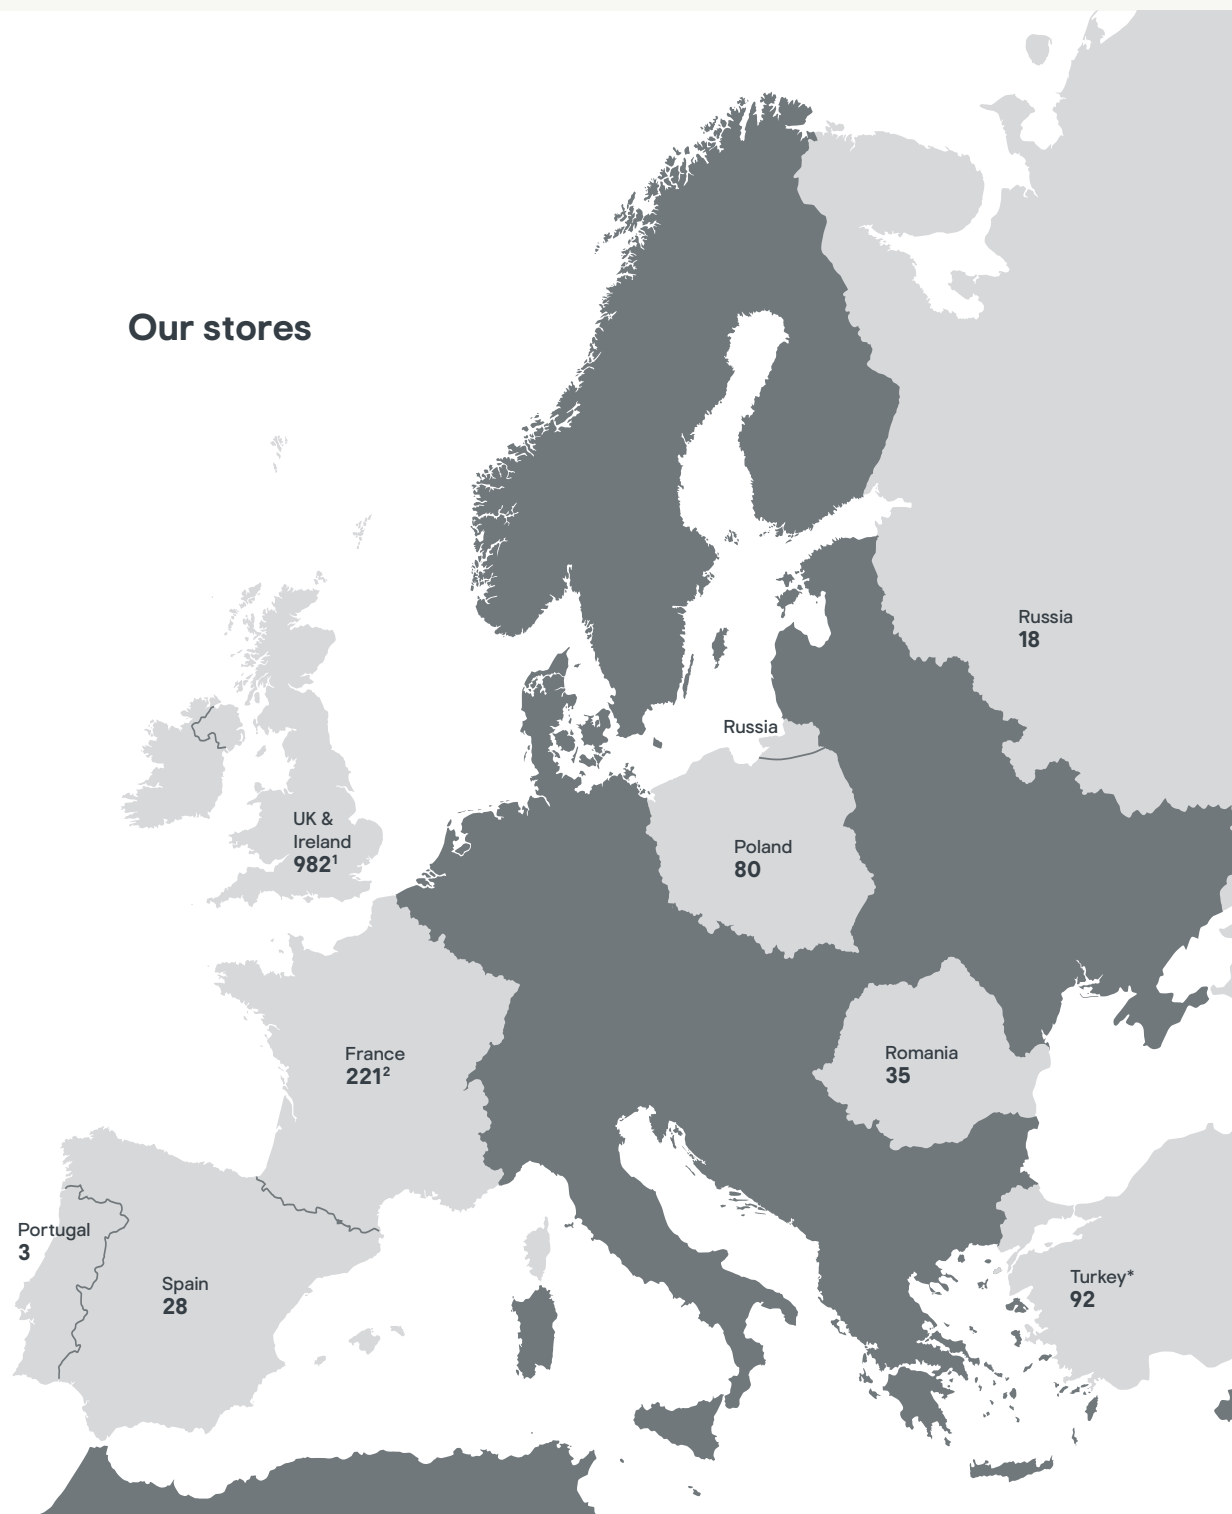 Our stores
Russia
18
Russia
UK &
Ireland
982¹
Poland
80
France
221²
Romania
35
Portugal
3
Spain
28
Turkey*
92